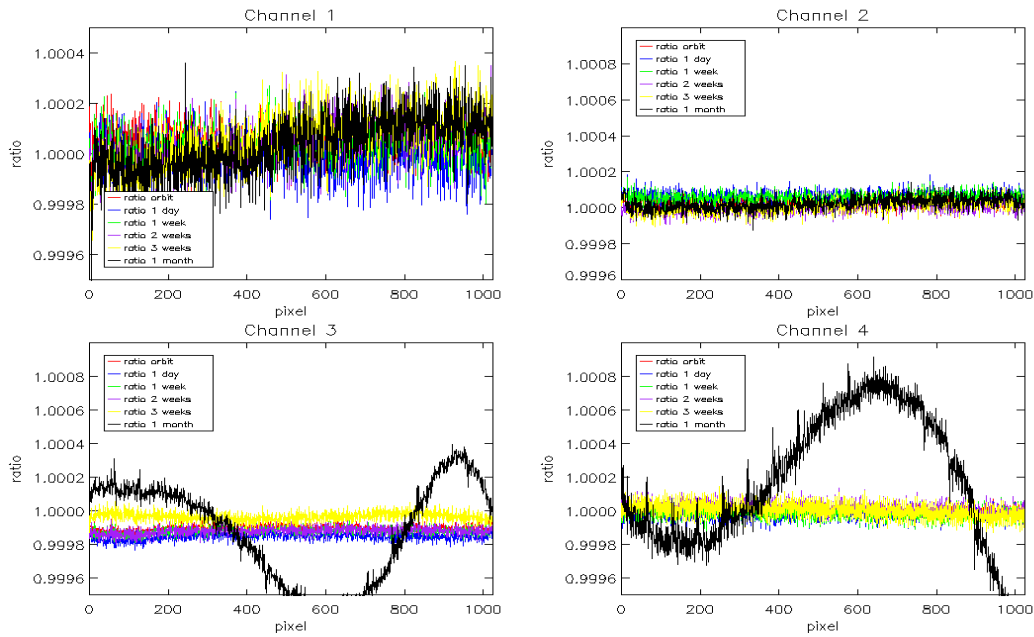 Channel 1
1.0004
1.0002
1.0000
0.9998
0.9996
ratio
ratio orbit
ratio 1 day
ratio 1 week
ratio 2 weeks
ratio 3 weeks
ratio 1 month
0 200 400 600 800 1000
pixel
Channel 2
1.0008
1.0006
1.0004
1.0002
1.0000
0.9998
0.9996
ratio
ratio orbit
ratio 1 day
ratio 1 week
ratio 2 weeks
ratio 3 weeks
ratio 1 month
0 200 400 600 800 1000
pixel
Channel 3
1.0008
1.0006
1.0004
1.0002
1.0000
0.9998
0.9996
ratio
ratio orbit
ratio 1 day
ratio 1 week
ratio 2 weeks
ratio 3 weeks
ratio 1 month
0 200 400 600 800 1000
pixel
Channel 4
1.0008
1.0006
1.0004
1.0002
1.0000
0.9998
0.9996
ratio
ratio orbit
ratio 1 day
ratio 1 week
ratio 2 weeks
ratio 3 weeks
ratio 1 month
0 200 400 600 800 1000
pixel